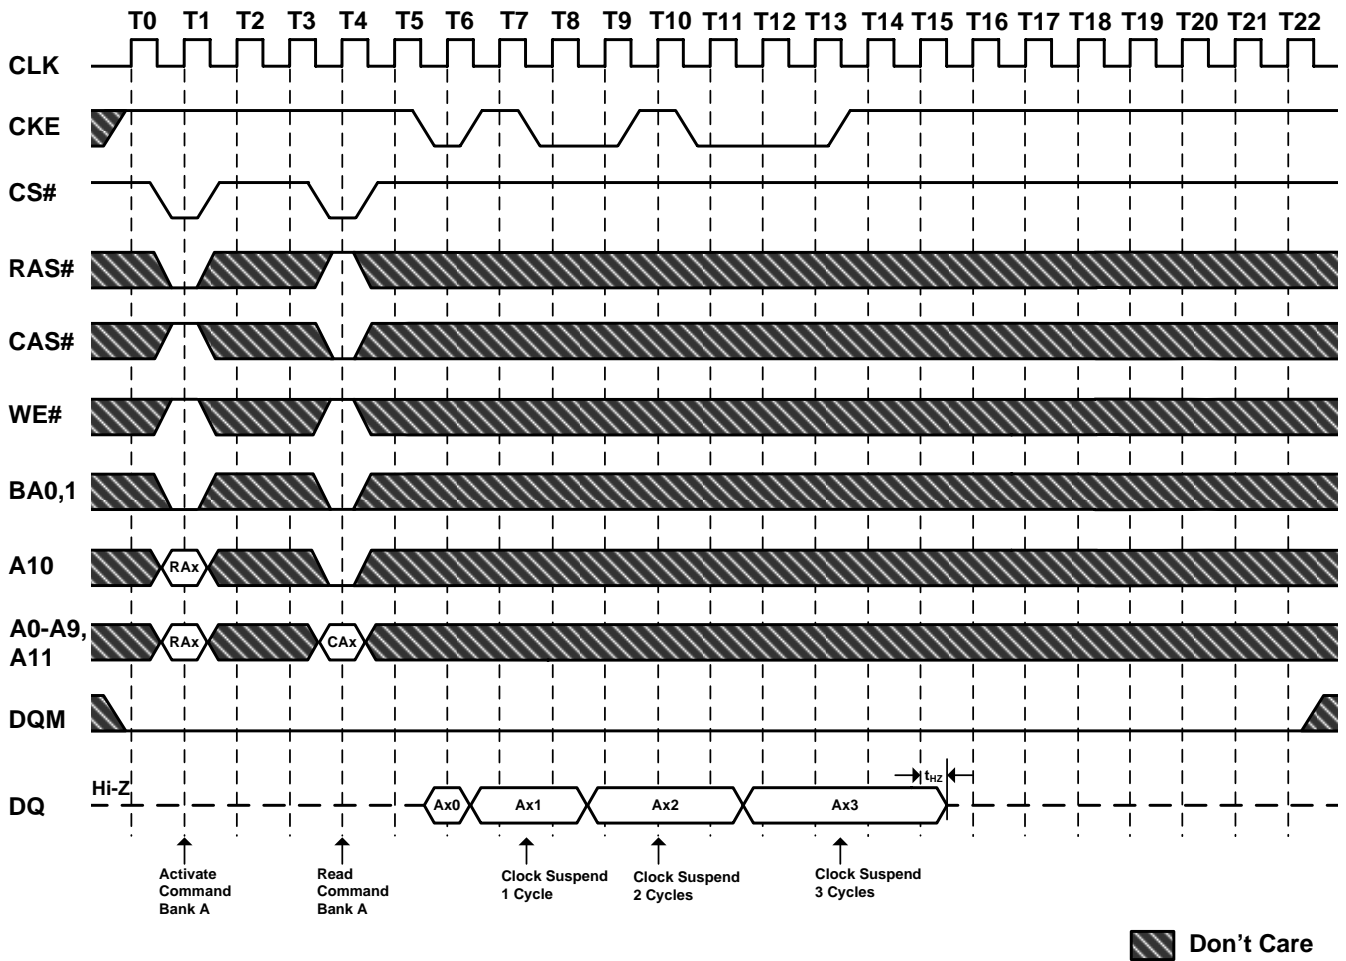 T0 T1 T2 T3 T4 T5 T6 T7 T8 T9 T10 T11 T12 T13 T14 T15 T16 T17 T18 T19 T20 T21 T22
CLK
CKE
CS#
RAS#
CAS#
WE#
BA0,1
A10
RAx
A0-A9,
A11
RAx CAx
DQM
tHZ
Hi-Z
DQ
Ax0 Ax1 Ax2 Ax3
Activate
Command
Bank A
Read
Command
Bank A
Clock Suspend
1 Cycle
Clock Suspend
2 Cycles
Clock Suspend
3 Cycles
Don't Care